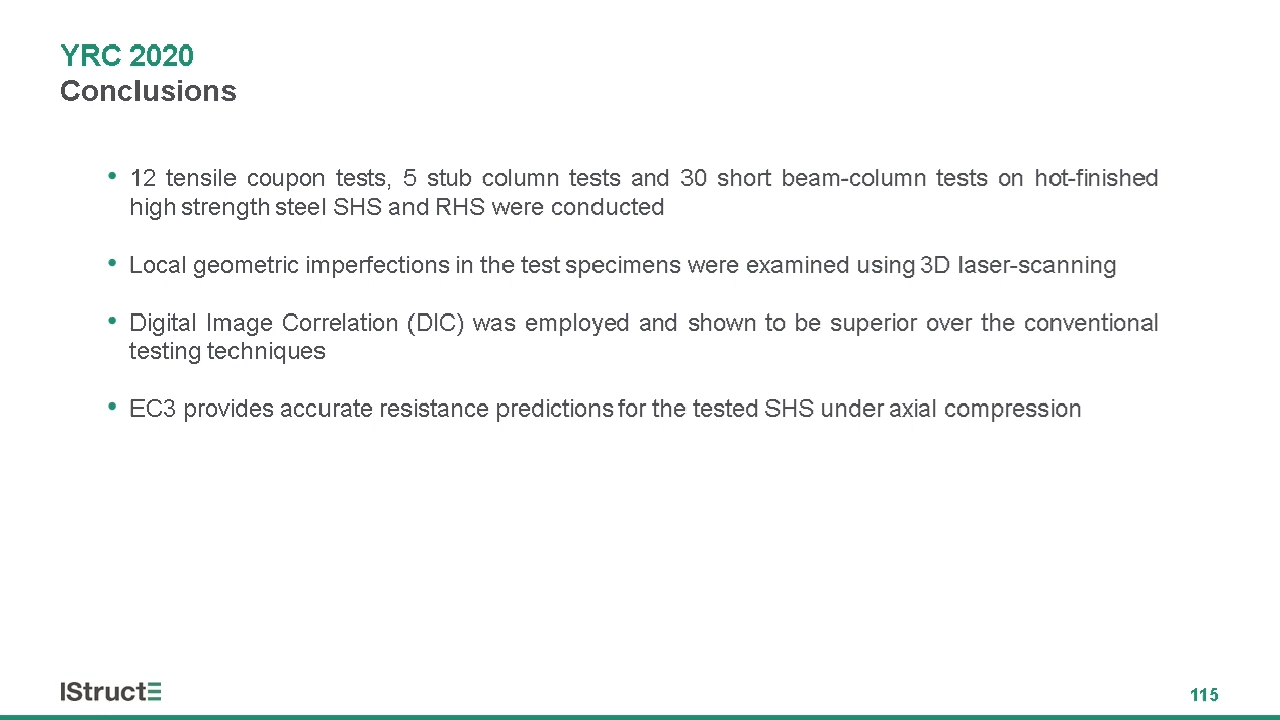 YRC 2020
Conclusions
• 12 tensile coupon tests, 5 stub column tests and 30 short beam-column tests on hot-finished
high strength steel SHS and RHS were conducted
• Local geometric imperfections in the test specimens were examined using 3D laser-scanning
• Digital Image Correlation (DIC) was employed and shown to be superior over the conventional
testing techniques
• EC3 provides accurate resistance predictions for the tested SHS under axial compression
IStructE
115